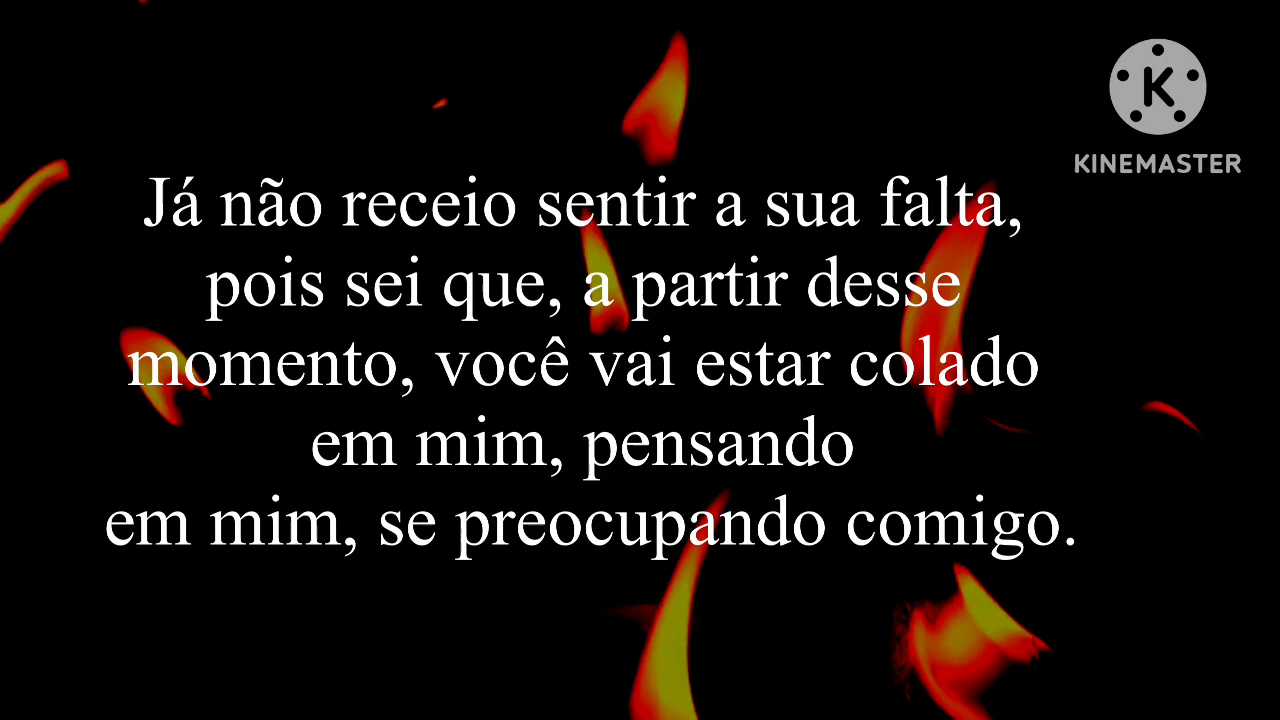 KINEMASTER
Já não receio sentir a sua falta,
pois sei que, a partir desse
momento, você vai estar colado
em mim, pensando
em mim, se preocupando comigo.